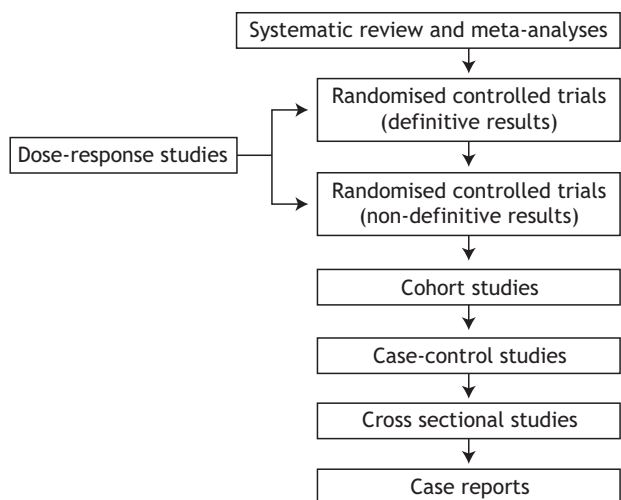 Systematic review and meta-analyses
Randomised controlled trials
(definitive results)
Dose-response studies
Randomised controlled trials
(non-definitive results)
Cohort studies
Case-control studies
Cross sectional studies
Case reports